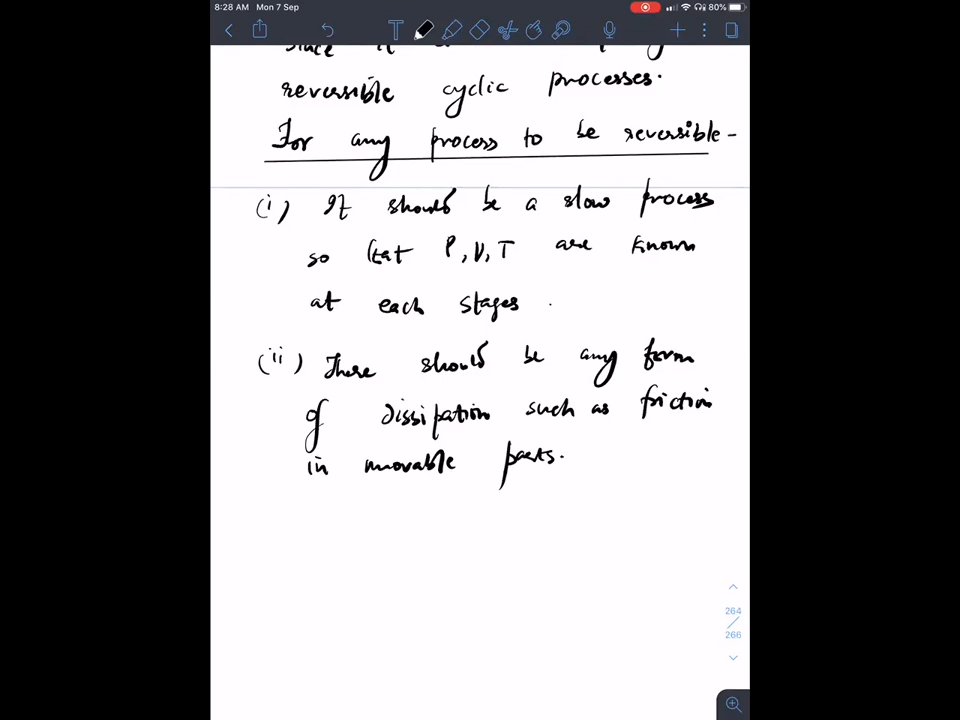 8:28 AM Mon 7 Sep
80%
since it
reversible cyclic processes.
For any process to be reversible-
(i) It should be a slow process
so that P, V, T are known
at each stages .
(ii) There should be any form
of dissipation such as friction
in movable parts.
264
/
266